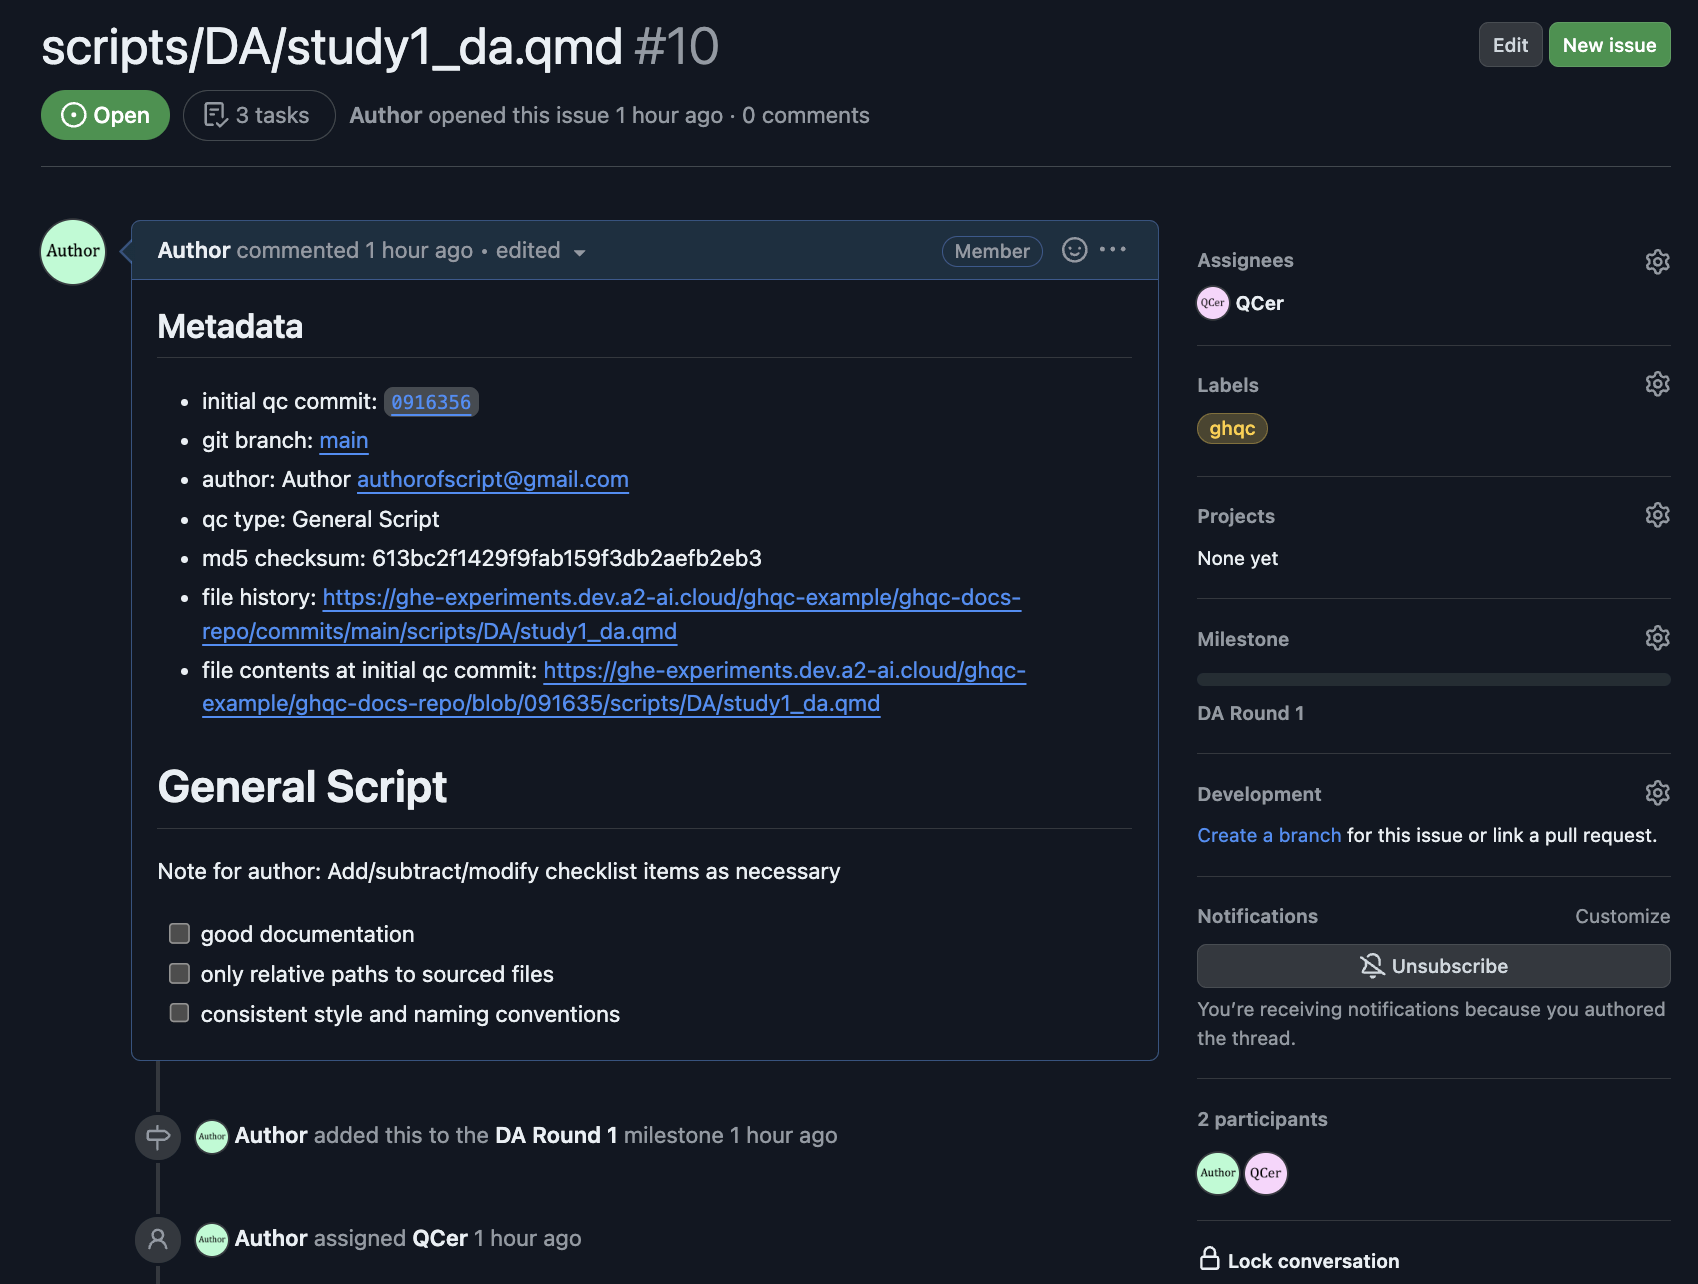 scripts/DA/study1_da.qmd #10
Edit
New issue
Open
3 tasks
Author opened this issue 1 hour ago · 0 comments
Author
Author commented 1 hour ago • edited
Member
Metadata
• initial qc commit: 0916356
• git branch: main
• author: Author authorofscript@gmail.com
• qc type: General Script
• md5 checksum: 613bc2f1429f9fab159f3db2aefb2eb3
• file history: https://ghe-experiments.dev.a2-ai.cloud/ghqc-example/ghqc-docs-
repo/commits/main/scripts/DA/study1_da.qmd
• file contents at initial qc commit: https://ghe-experiments.dev.a2-ai.cloud/ghqc-
example/ghqc-docs-repo/blob/091635/scripts/DA/study1_da.qmd
General Script
Note for author: Add/subtract/modify checklist items as necessary
good documentation
only relative paths to sourced files
consistent style and naming conventions
Author
Author added this to the DA Round 1 milestone 1 hour ago
Author
Author assigned QCer 1 hour ago
Assignees
QCer
QCer
Labels
ghqc
Projects
None yet
Milestone
DA Round 1
Development
Create a branch for this issue or link a pull request.
Notifications
Customize
Unsubscribe
You’re receiving notifications because you authored
the thread.
2 participants
Author
QCer
Lock conversation